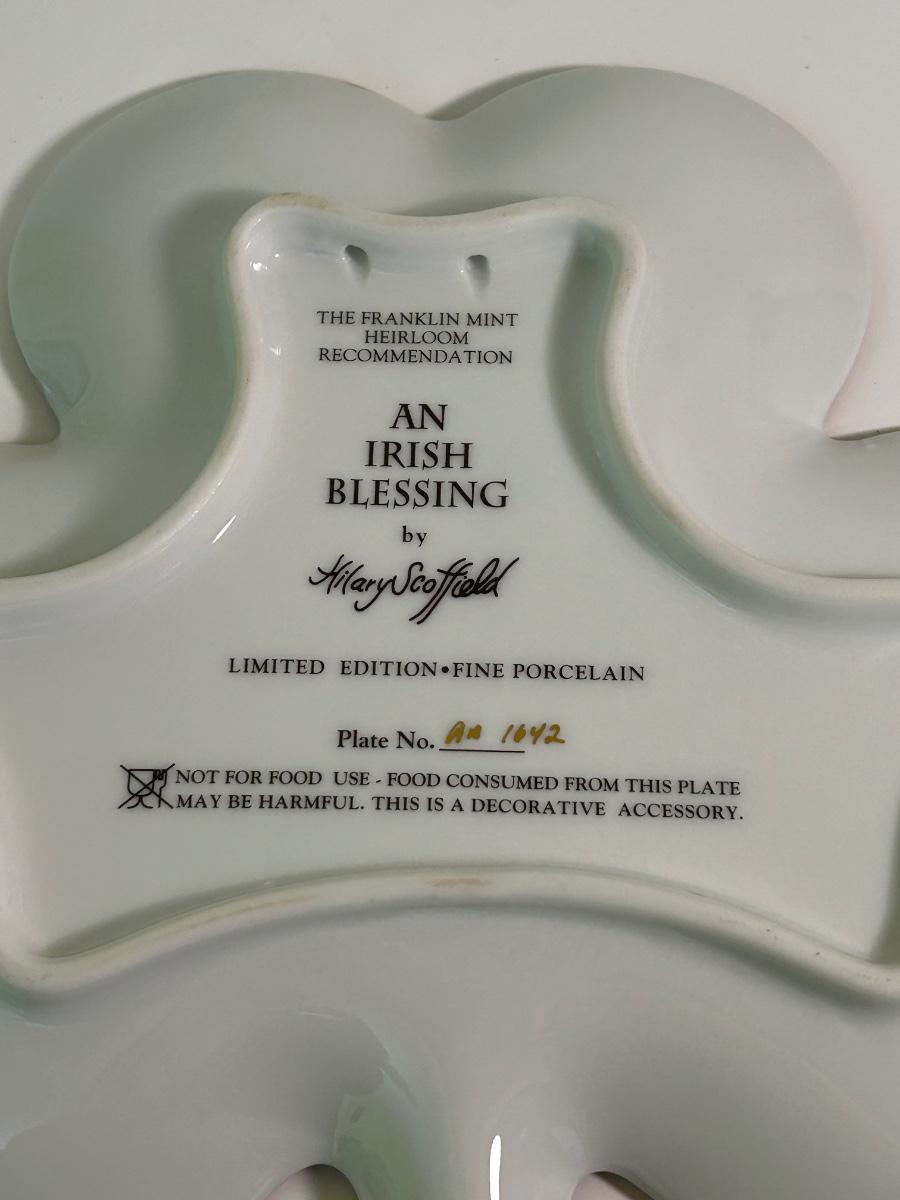 THE FRANKLIN MINT
HEIRLOOM
RECOMMENDATION
AN
IRISH
BLESSING
by
Hilary Scoffield
LIMITED EDITION•FINE PORCELAIN
Plate No. 1642
NOT FOR FOOD USE - FOOD CONSUMED FROM THIS PLATE
MAY BE HARMFUL. THIS IS A DECORATIVE ACCESSORY.